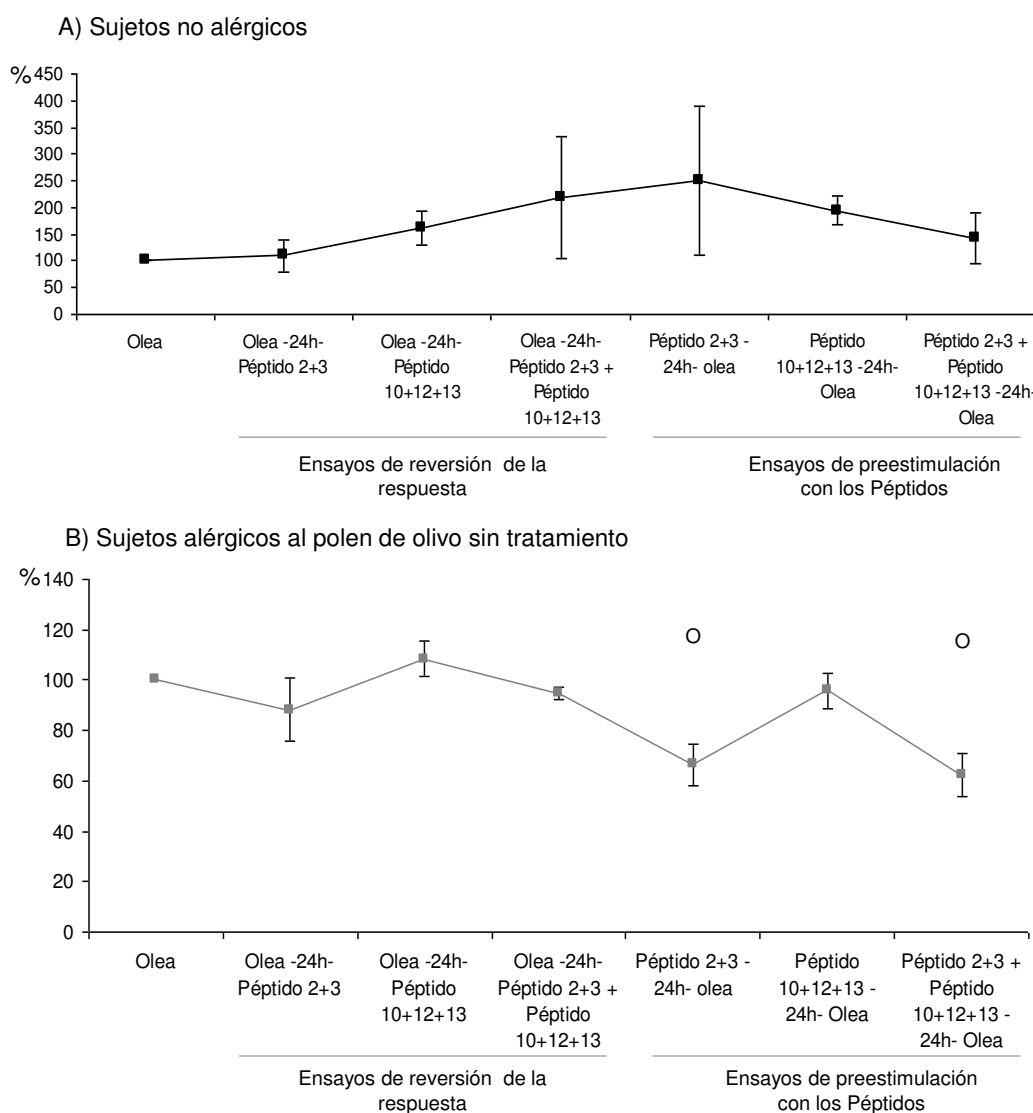 A) Sujetos no alérgicos
%
450
400
350
300
250
200
150
100
50
0
Olea
Olea -24h-
Péptido 2+3
Olea -24h-
Péptido
10+12+13
Olea -24h-
Péptido 2+3 +
Péptido
10+12+13
Péptido 2+3 -
24h- olea
Péptido
10+12+13 -24h-
Olea
Péptido 2+3 +
Péptido
10+12+13 -24h-
Olea
Ensayos de reversión de la
respuesta
Ensayos de preestimulación
con los Péptidos
B) Sujetos alérgicos al polen de olivo sin tratamiento
%
140
120
100
80
60
40
20
0
O
O
Olea
Olea -24h-
Péptido 2+3
Olea -24h-
Péptido
10+12+13
Olea -24h-
Péptido 2+3 +
Péptido
10+12+13
Péptido 2+3 -
24h- olea
Péptido
10+12+13 -
24h- Olea
Péptido 2+3 +
Péptido
10+12+13 -
24h- Olea
Ensayos de reversión de la
respuesta
Ensayos de preestimulación
con los Péptidos